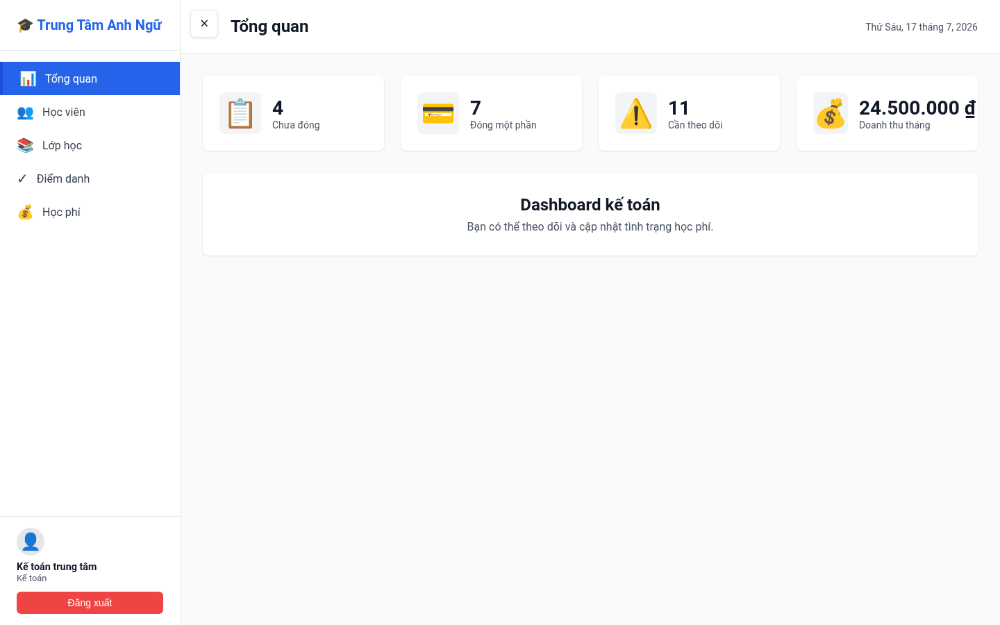 Trung Tâm Anh Ngữ
Tổng quan
Học viên
Lớp học
Điểm danh
Học phí
Kế toán trung tâm
Kế toán
Đăng xuất
Tổng quan
Thứ Sáu, 17 tháng 7, 2026
4
Chưa đóng
7
Đóng một phần
11
Cần theo dõi
24.500.000 ₫
Doanh thu tháng
Dashboard kế toán
Bạn có thể theo dõi và cập nhật tình trạng học phí.